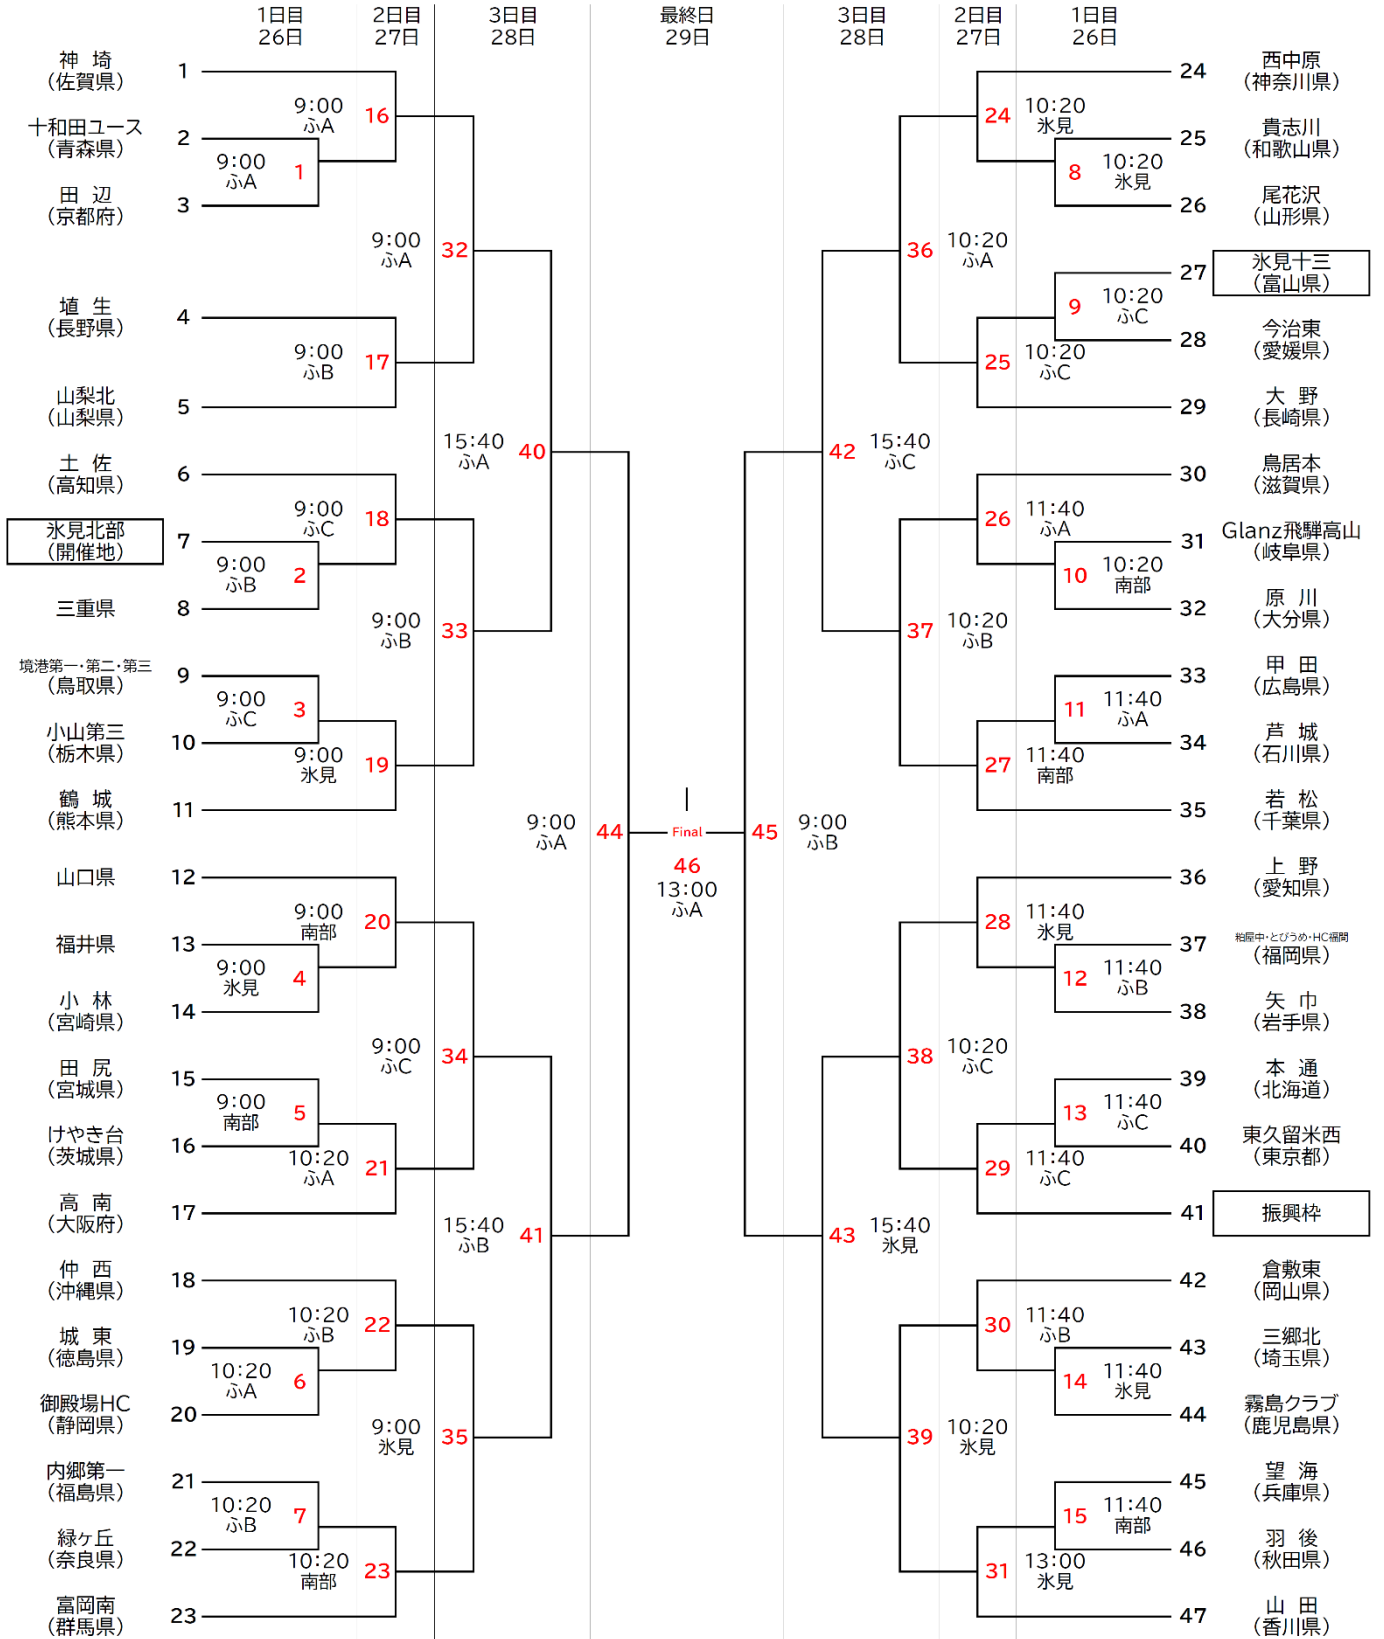 1日目 2日目 3日目 最終日 3日目 2日目 1日目
26日 27日 28日 29日 28日 27日 26日
神 埼
（佐賀県）
1
十和田ユース
（青森県）
2
田 辺
（京都府）
3
埴 生
（長野県）
4
山梨北
（山梨県）
5
土 佐
（高知県）
6
氷見北部
（開催地）
7
三重県
8
境港第一・第二・第三
（鳥取県）
9
小山第三
（栃木県）
10
鶴 城
（熊本県）
11
山口県
12
福井県
13
小 林
（宮崎県）
14
田 尻
（宮城県）
15
けやき台
（茨城県）
16
高 南
（大阪府）
17
仲 西
（沖縄県）
18
城 東
（徳島県）
19
御殿場HC
（静岡県）
20
内郷第一
（福島県）
21
緑ヶ丘
（奈良県）
22
富岡南
（群馬県）
23
9:00
ふA
1
9:00
ふB
2
9:00
ふC
3
9:00
氷見
4
9:00
南部
5
10:20
ふA
6
10:20
ふB
7
9:00
ふA
16
9:00
ふB
17
9:00
ふC
18
9:00
氷見
19
9:00
南部
20
10:20
ふA
21
10:20
ふB
22
10:20
南部
23
9:00
ふA
32
9:00
ふB
33
9:00
ふC
34
9:00
氷見
35
15:40
ふA
40
15:40
ふB
41
9:00
ふA
44
Final
46
13:00
ふA
45
9:00
ふB
42
15:40
ふC
43
15:40
氷見
36
10:20
ふA
37
10:20
ふB
38
10:20
ふC
39
10:20
氷見
24
10:20
氷見
25
10:20
ふC
26
11:40
ふA
27
11:40
南部
28
11:40
氷見
29
11:40
ふC
30
11:40
ふB
31
13:00
氷見
8
10:20
氷見
9
10:20
ふC
10
10:20
南部
11
11:40
ふA
12
11:40
ふB
13
11:40
ふC
14
11:40
氷見
15
11:40
南部
24
西中原
（神奈川県）
25
貴志川
（和歌山県）
26
尾花沢
（山形県）
27
氷見十三
（富山県）
28
今治東
（愛媛県）
29
大 野
（長崎県）
30
鳥居本
（滋賀県）
31
Glanz飛騨高山
（岐阜県）
32
原 川
（大分県）
33
甲 田
（広島県）
34
芦 城
（石川県）
35
若 松
（千葉県）
36
上 野
（愛知県）
37
粕屋中・とびうめ・HC福間
（福岡県）
38
矢 巾
（岩手県）
39
本 通
（北海道）
40
東久留米西
（東京都）
41
振興枠
42
倉敷東
（岡山県）
43
三郷北
（埼玉県）
44
霧島クラブ
（鹿児島県）
45
望 海
（兵庫県）
46
羽 後
（秋田県）
47
山 田
（香川県）